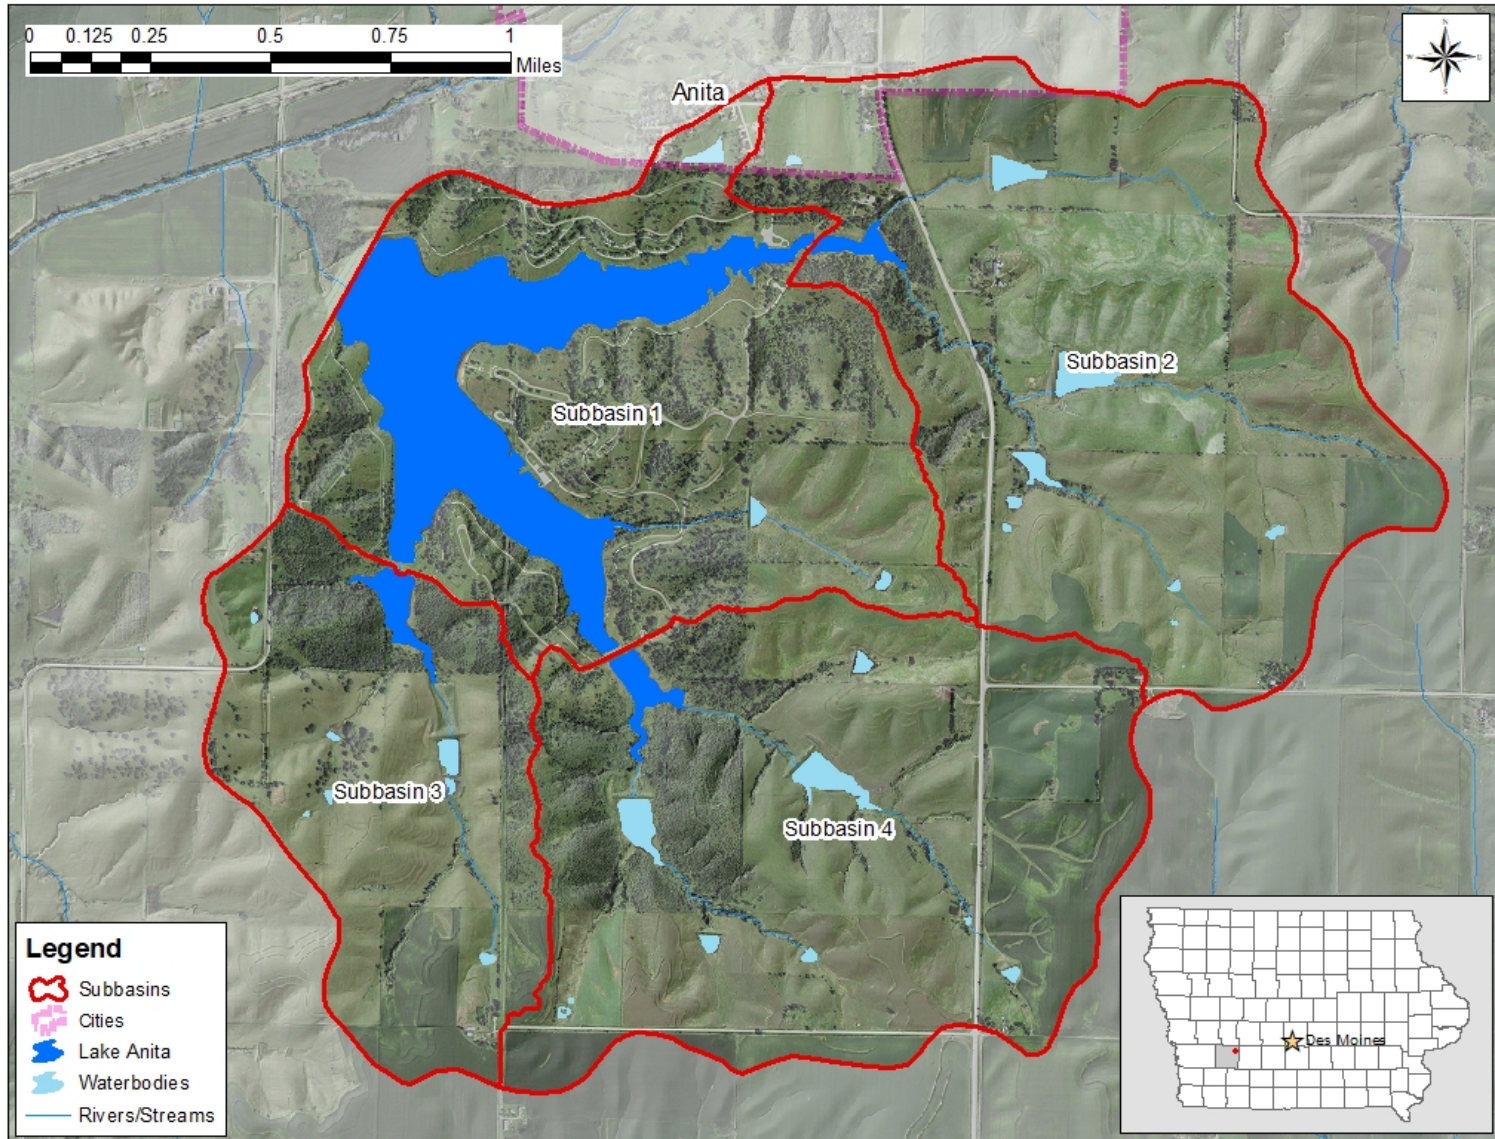 0 0.125 0.25 0.5 0.75 1
Miles
N
W
S
Anita
Subbasin 2
Subbasin 1
Subbasin 3
Subbasin 4
Legend
Subbasins
Cities
Lake Anita
Waterbodies
Rivers/Streams
Des Moines